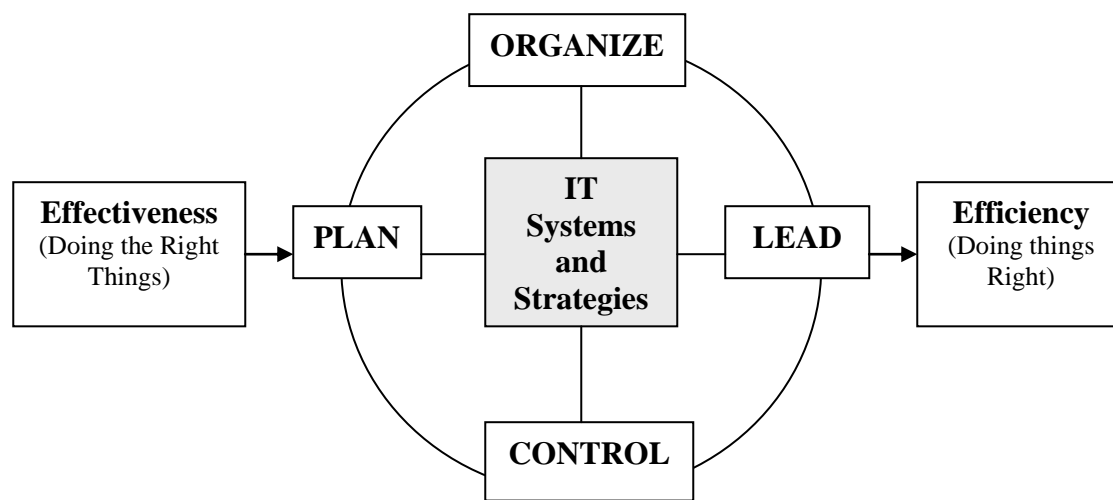 ORGANIZE
Effectiveness
(Doing the Right
Things)
PLAN
IT
Systems
and
Strategies
LEAD
Efficiency
(Doing things
Right)
CONTROL